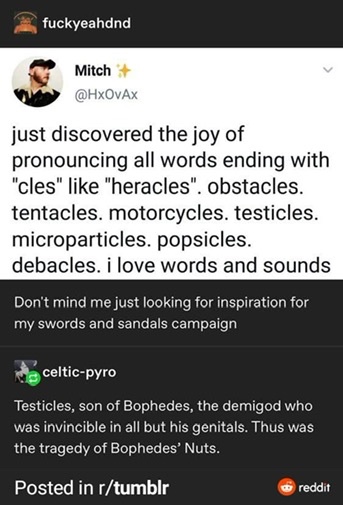 fuckyeahdnd
Mitch ✨
@HxOvAx
just discovered the joy of
pronouncing all words ending with
"cles" like "heracles". obstacles.
tentacles. motorcycles. testicles.
microparticles. popsicles.
debacles. i love words and sounds
Don't mind me just looking for inspiration for
my swords and sandals campaign
celtic-pyro
Testicles, son of Bophedes, the demigod who
was invincible in all but his genitals. Thus was
the tragedy of Bophedes' Nuts.
Posted in r/tumblr
reddit